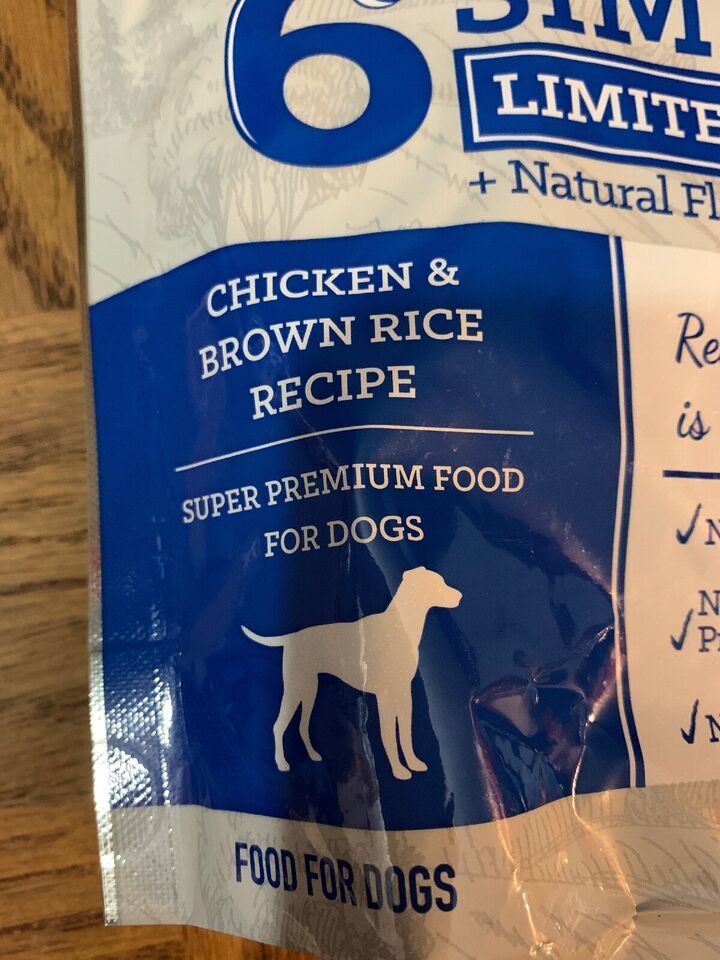 6
LIMITE
+ Natural Fl
CHICKEN &
BROWN RICE
RECIPE
SUPER PREMIUM FOOD
FOR DOGS
Re
is
✓N
✓N
P
✓N
FOOD FOR DOGS